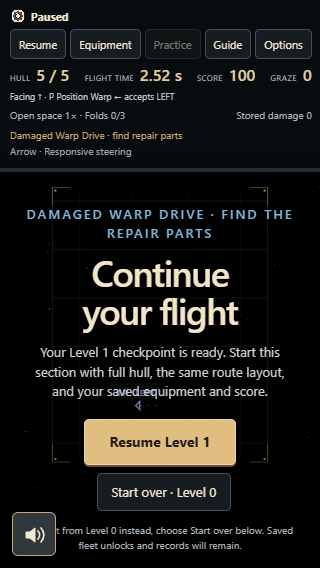 Paused
Resume Equipment Practice Guide Options
HULL 5 / 5 FLIGHT TIME 2.52 s SCORE 100 GRAZE 0
Facing ↑ · P Position Warp ← accepts LEFT
Open space 1× · Folds 0/3 Stored damage 0
Damaged Warp Drive · find repair parts
Arrow · Responsive steering
DAMAGED WARP DRIVE · FIND THE
REPAIR PARTS
Continue
your flight
Your Level 1 checkpoint is ready. Start this
section with full hull, the same route layout,
and your saved equipment and score.
Resume Level 1
Start over · Level 0
from Level 0 instead, choose Start over below. Saved
fleet unlocks and records will remain.